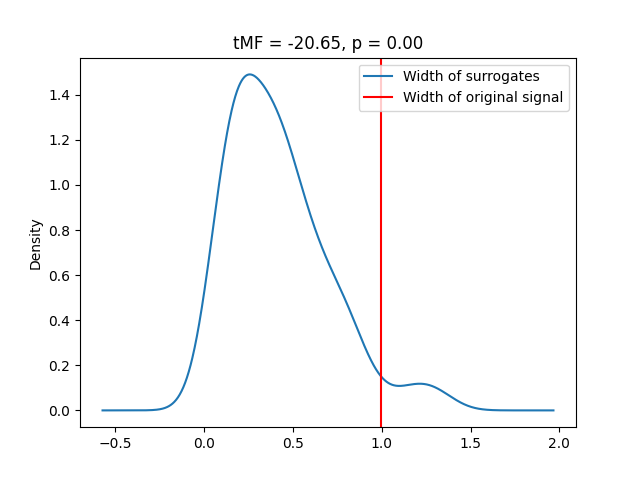 tMF = -20.65, p = 0.00
Width of surrogates
Width of original signal
Density
1.4
1.2
1.0
0.8
0.6
0.4
0.2
0.0
−0.5 0.0 0.5 1.0 1.5 2.0